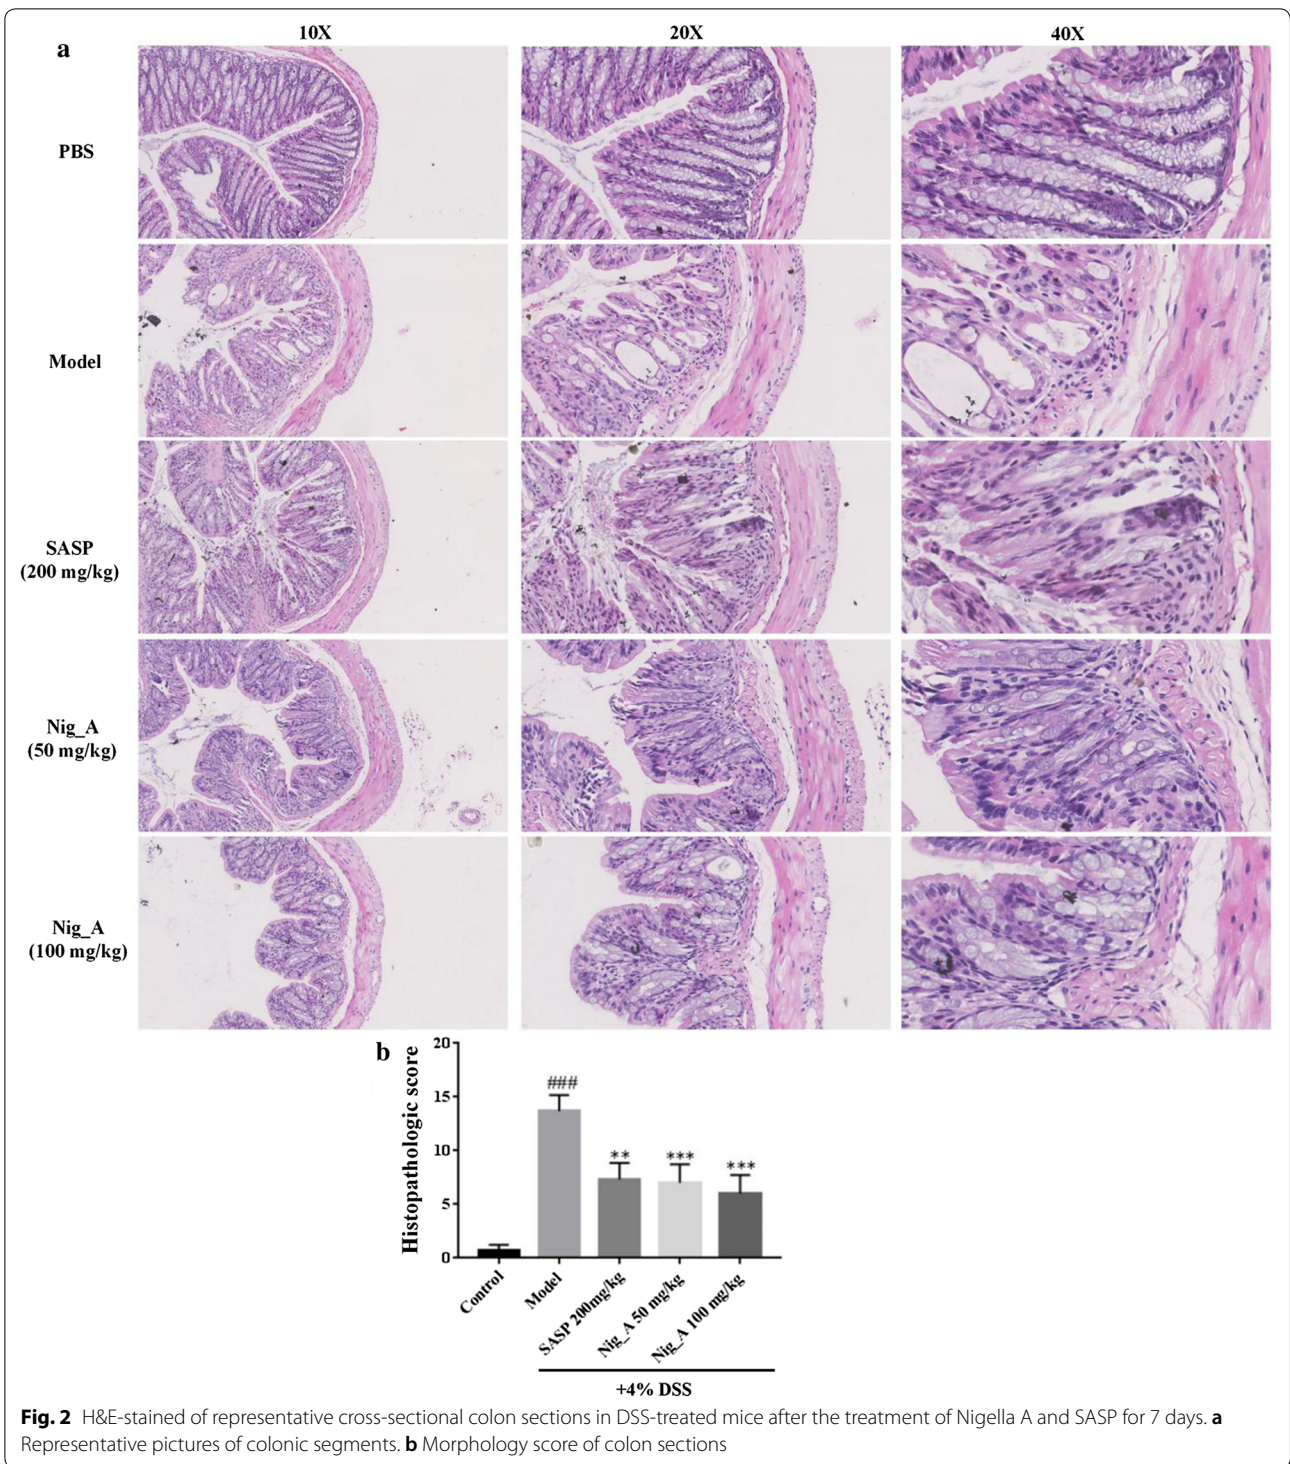 a
10X
20X
40X
PBS
Model
SASP
(200 mg/kg)
Nig_A
(50 mg/kg)
Nig_A
(100 mg/kg)
b
Histopathologic score
20
15
10
5
0
###
**
***
***
Control
Model
SASP 200mg/kg
Nig_A 50 mg/kg
Nig_A 100 mg/kg
+4% DSS
Fig. 2 H&E-stained of representative cross-sectional colon sections in DSS-treated mice after the treatment of Nigella A and SASP for 7 days. a
Representative pictures of colonic segments. b Morphology score of colon sections